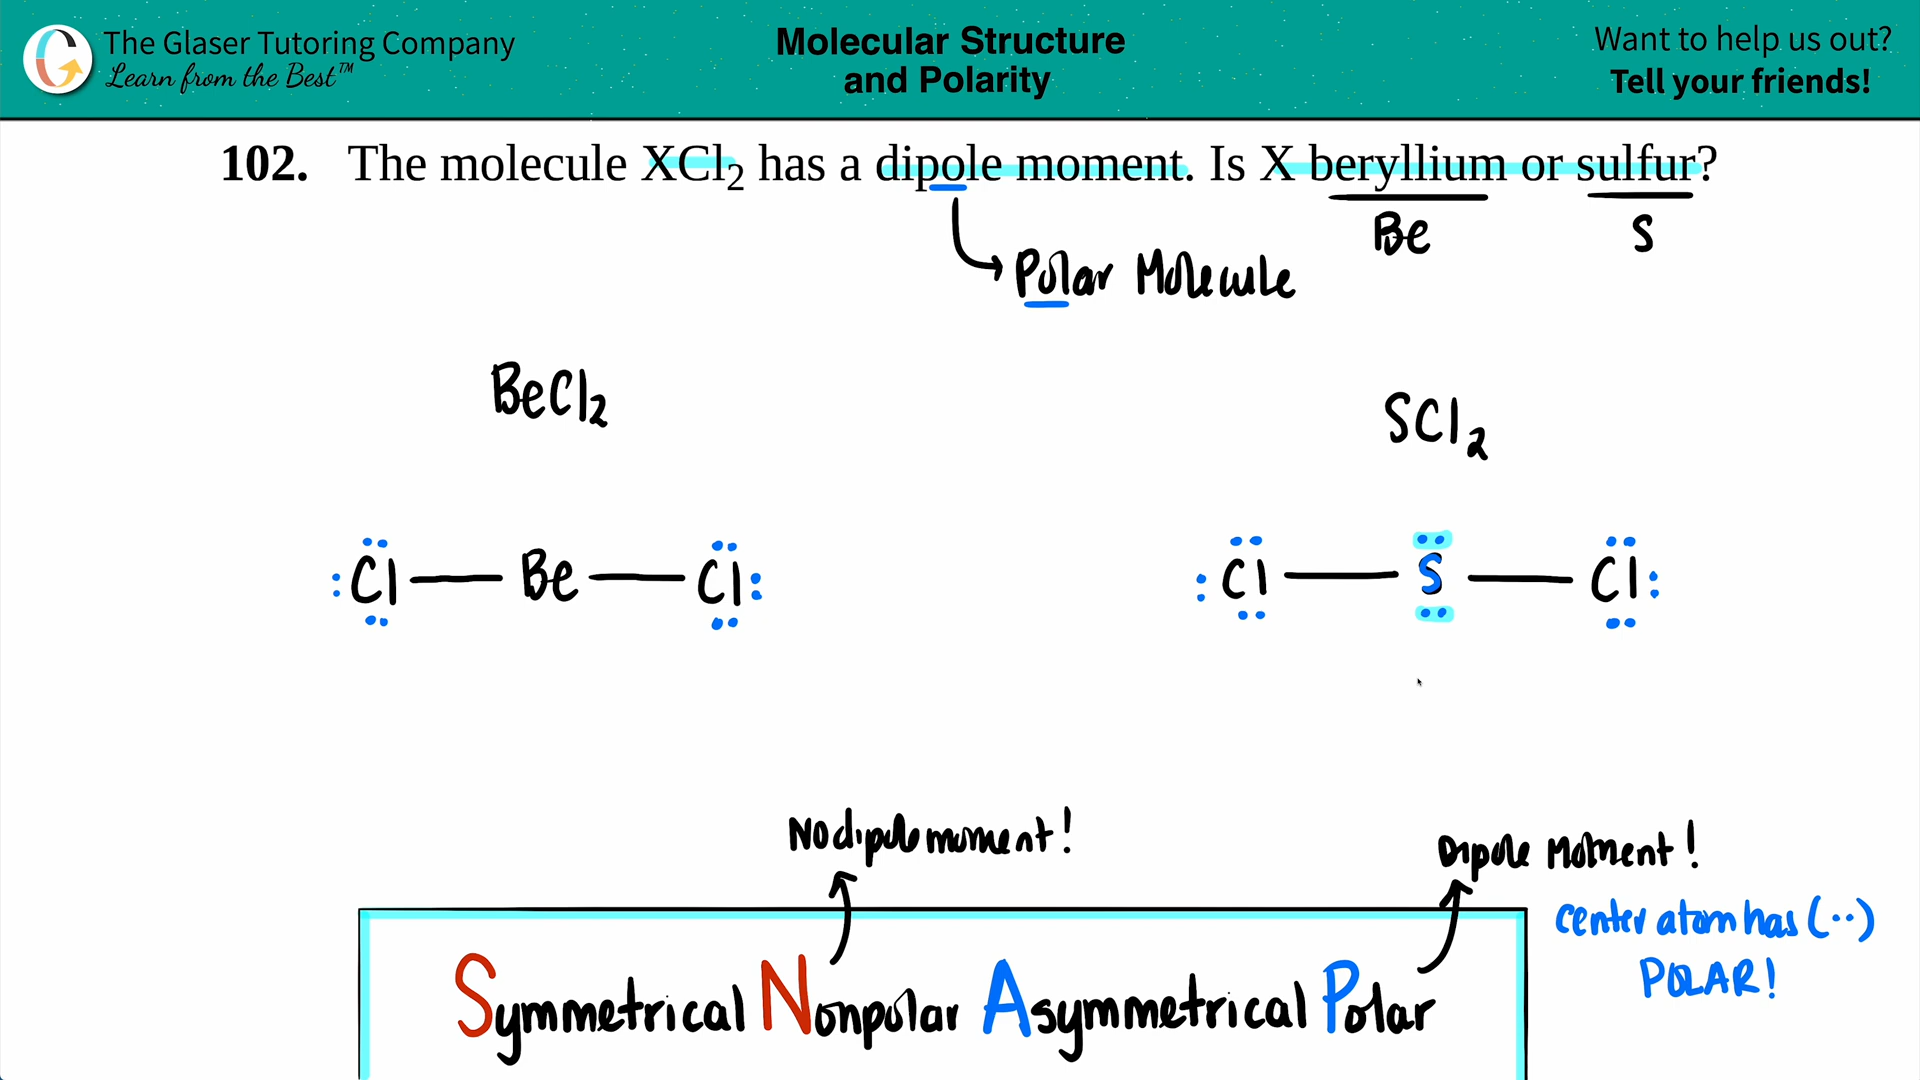 The Glaser Tutoring Company
Learn from the Best™
Molecular Structure
and Polarity
Want to help us out?
Tell your friends!
102. The molecule XCl₂ has a dipole moment. Is X beryllium or sulfur?
Be
S
Polar Molecule
BeCl₂
SCl₂
Cl — Be — Cl
Cl — S — Cl
No dipole moment!
Dipole Moment!
center atom has (··)
POLAR!
Symmetrical Nonpolar Asymmetrical Polar